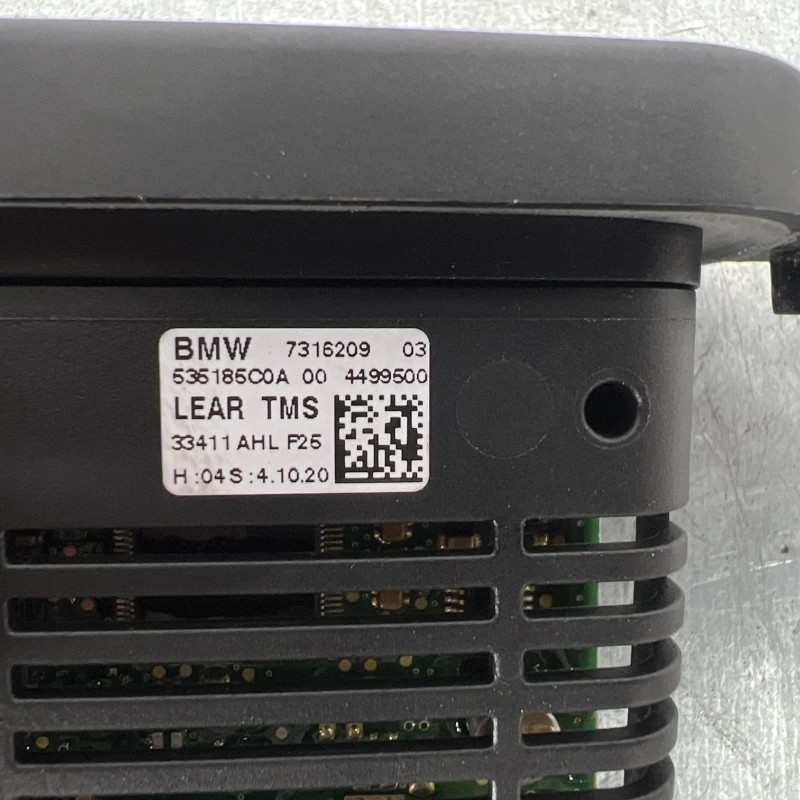 BMW 7316209 03
535185C0A 00 4499500
LEAR TMS
33411 AHL F25
H :04 S :4.10.20